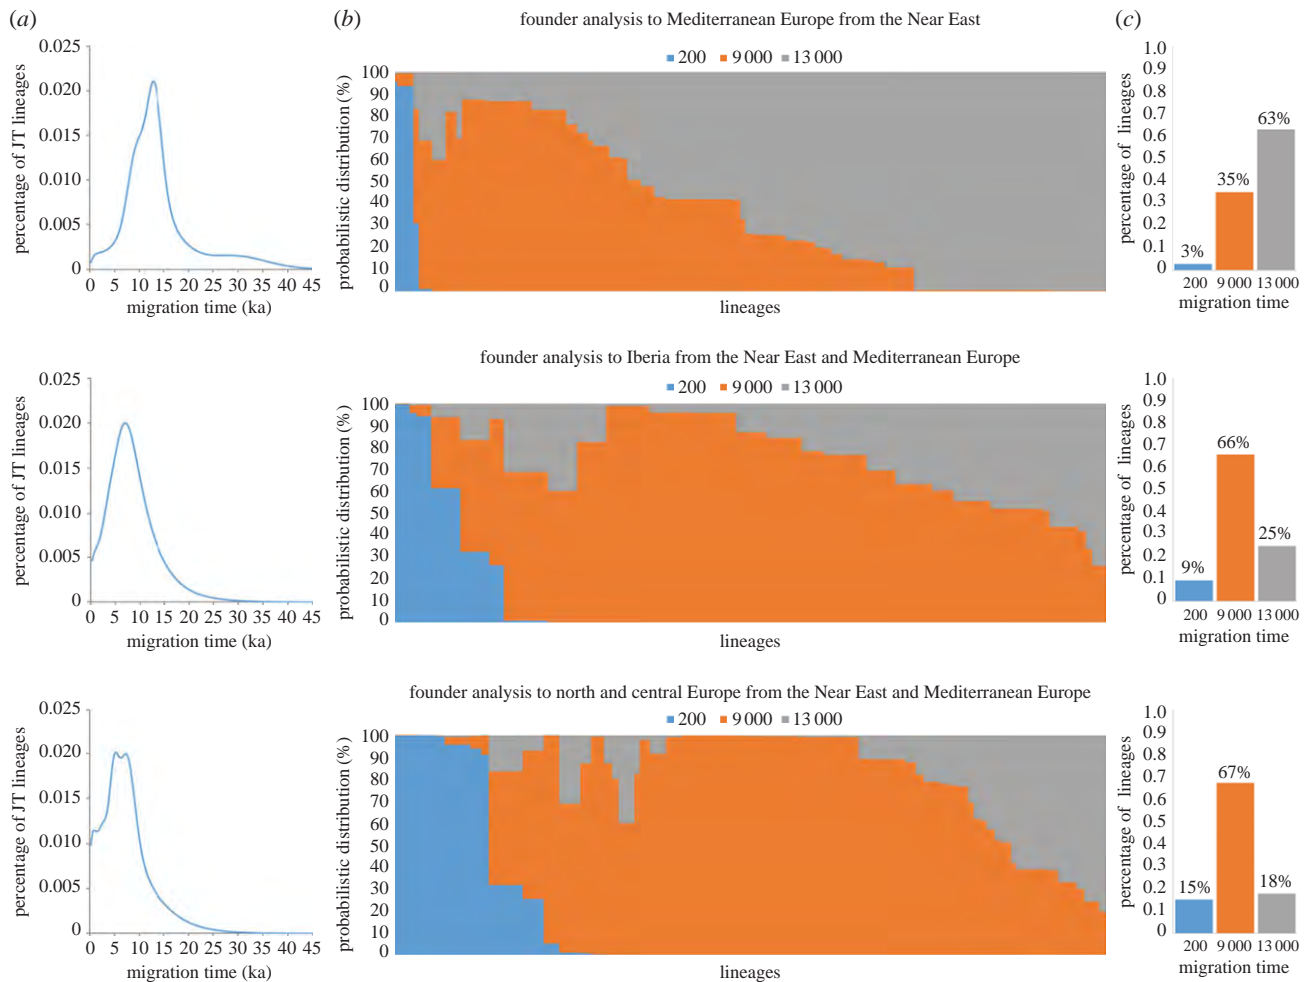 (a)
(b)
founder analysis to Mediterranean Europe from the Near East
(c)
percentage of JT lineages
0.025
0.020
0.015
0.010
0.005
0
0 5 10 15 20 25 30 35 40 45
migration time (ka)
200 9 000 13 000
probabilistic distribution (%)
100
90
80
70
60
50
40
30
20
10
0
lineages
percentage of lineages
1.0
0.9
0.8
0.7
0.6
0.5
0.4
0.3
0.2
0.1
0
3%
35%
63%
200 9 000 13 000
migration time
founder analysis to Iberia from the Near East and Mediterranean Europe
percentage of JT lineages
0.025
0.020
0.015
0.010
0.005
0
0 5 10 15 20 25 30 35 40 45
migration time (ka)
200 9 000 13 000
probabilistic distribution (%)
100
90
80
70
60
50
40
30
20
10
0
lineages
percentage of lineages
1.0
0.9
0.8
0.7
0.6
0.5
0.4
0.3
0.2
0.1
0
9%
66%
25%
200 9 000 13 000
migration time
founder analysis to north and central Europe from the Near East and Mediterranean Europe
percentage of JT lineages
0.025
0.020
0.015
0.010
0.005
0
0 5 10 15 20 25 30 35 40 45
migration time (ka)
200 9 000 13 000
probabilistic distribution (%)
100
90
80
70
60
50
40
30
20
10
0
lineages
percentage of lineages
1.0
0.9
0.8
0.7
0.6
0.5
0.4
0.3
0.2
0.1
0
15%
67%
18%
200 9 000 13 000
migration time